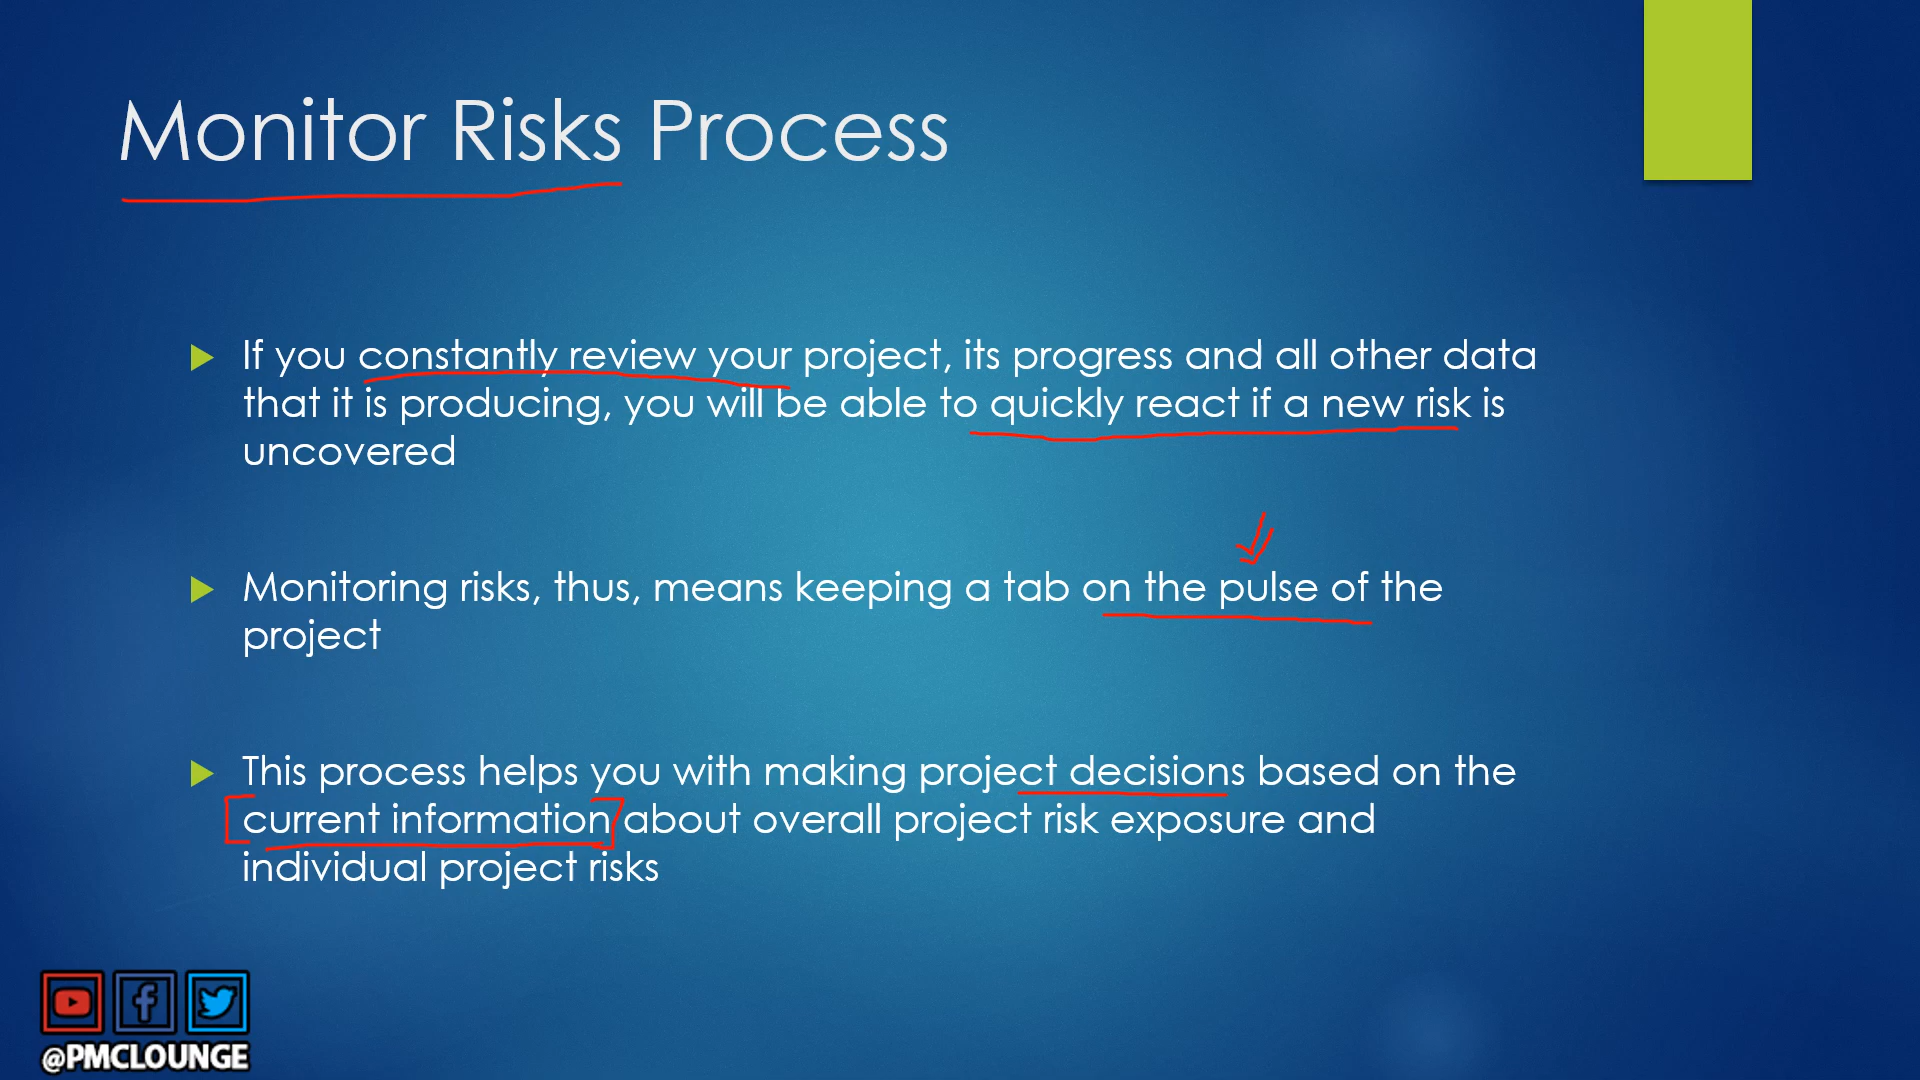 Monitor Risks Process
If you constantly review your project, its progress and all other data
that it is producing, you will be able to quickly react if a new risk is
uncovered
Monitoring risks, thus, means keeping a tab on the pulse of the
project
This process helps you with making project decisions based on the
current information about overall project risk exposure and
individual project risks
@PMCLOUNGE